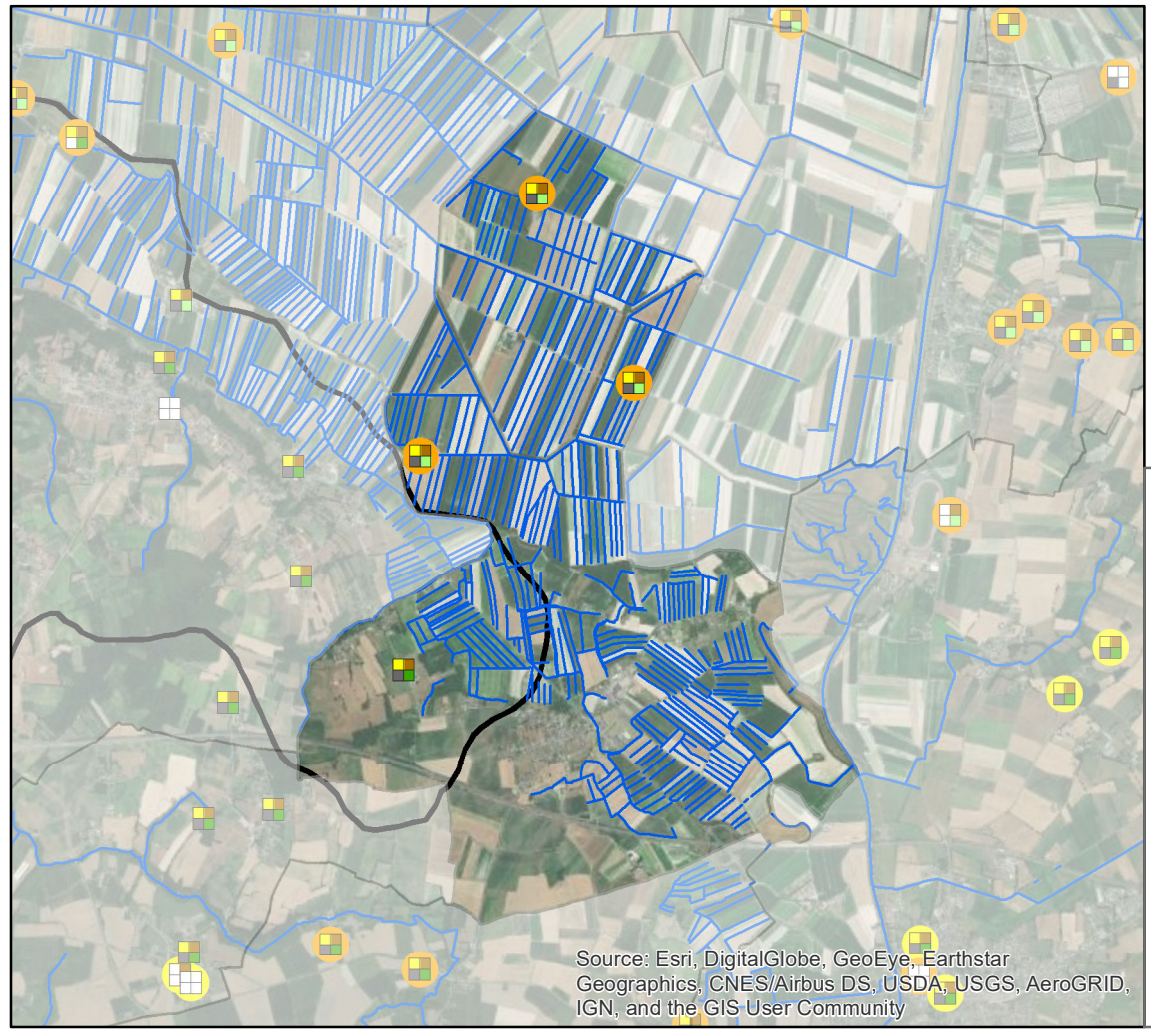 Source: Esri, DigitalGlobe, GeoEye, Earthstar
Geographics, CNES/Airbus DS, USDA, USGS, AeroGRID,
IGN, and the GIS User Community